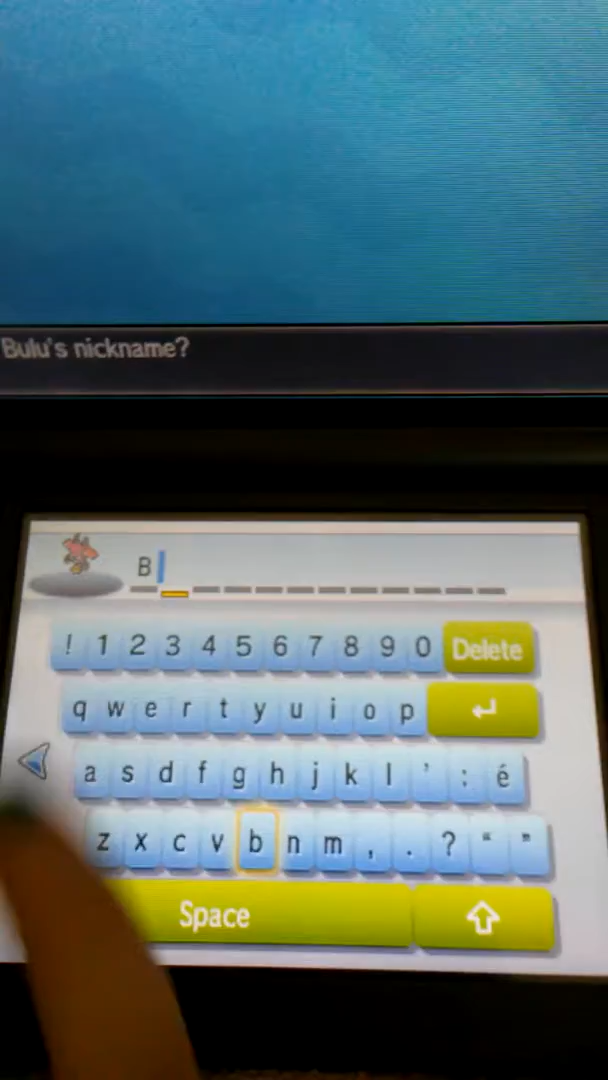 Bulu's nickname?
B
! 1 2 3 4 5 6 7 8 9 0 Delete
q w e r t y u i o p
a s d f g h j k l ' : é
z x c v b n m , . ? “ ”
Space